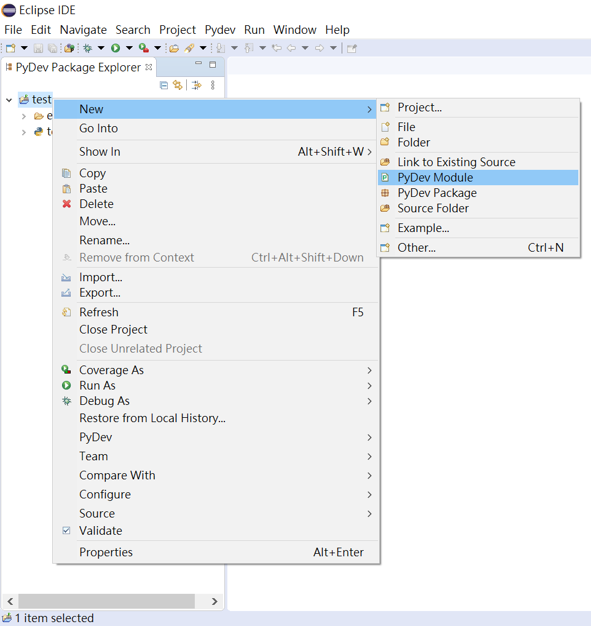 Eclipse IDE
File Edit Navigate Search Project Pydev Run Window Help
PyDev Package Explorer
test
e
te
New
Go Into
Show In Alt+Shift+W
Copy
Paste
Delete
Move...
Rename...
Remove from Context Ctrl+Alt+Shift+Down
Import...
Export...
Refresh F5
Close Project
Close Unrelated Project
Coverage As
Run As
Debug As
Restore from Local History...
PyDev
Team
Compare With
Configure
Source
Validate
Properties Alt+Enter
Project...
File
Folder
Link to Existing Source
PyDev Module
PyDev Package
Source Folder
Example...
Other... Ctrl+N
1 item selected